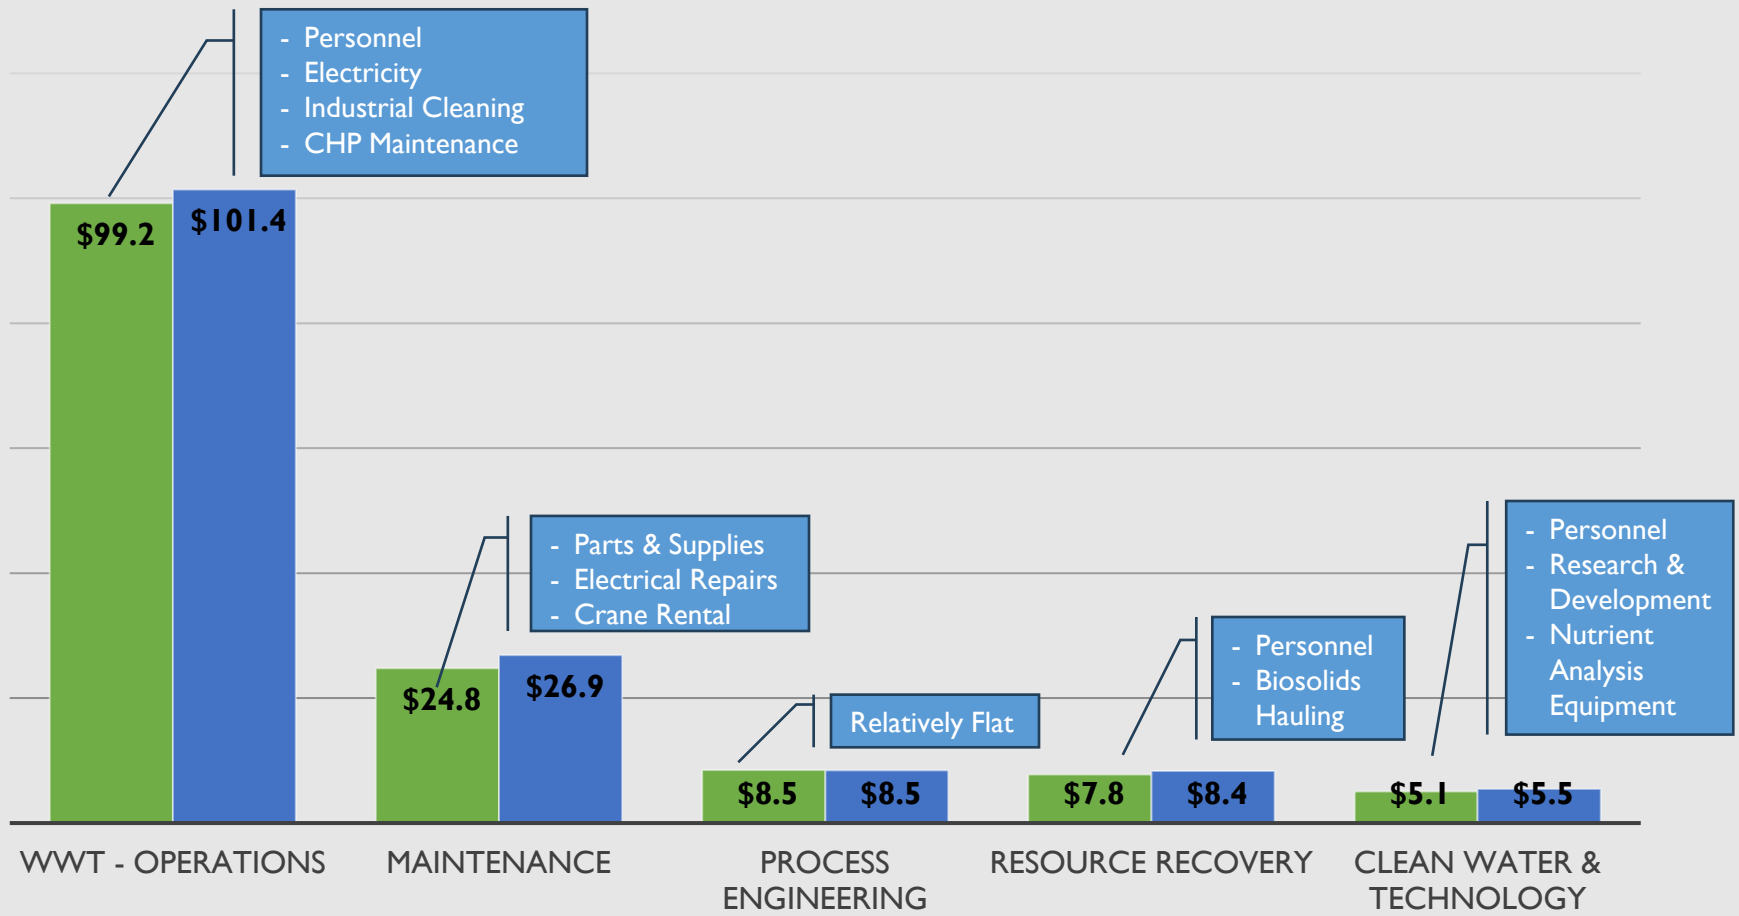 - Personnel
- Electricity
- Industrial Cleaning
- CHP Maintenance
$99.2
$101.4
- Parts & Supplies
- Electrical Repairs
- Crane Rental
$24.8
$26.9
Relatively Flat
$8.5
$8.5
- Personnel
- Biosolids
Hauling
$7.8
$8.4
- Personnel
- Research &
Development
- Nutrient
Analysis
Equipment
$5.1
$5.5
WWT - OPERATIONS
MAINTENANCE
PROCESS
ENGINEERING
RESOURCE RECOVERY
CLEAN WATER &
TECHNOLOGY